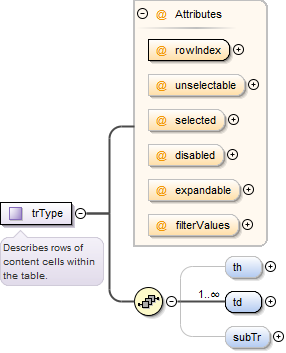 @ Attributes
@ rowIndex
@ unselectable
@ selected
@ disabled
@ expandable
@ filterValues
trType
Describes rows of
content cells within
the table.
th
1..∞
td
subTr